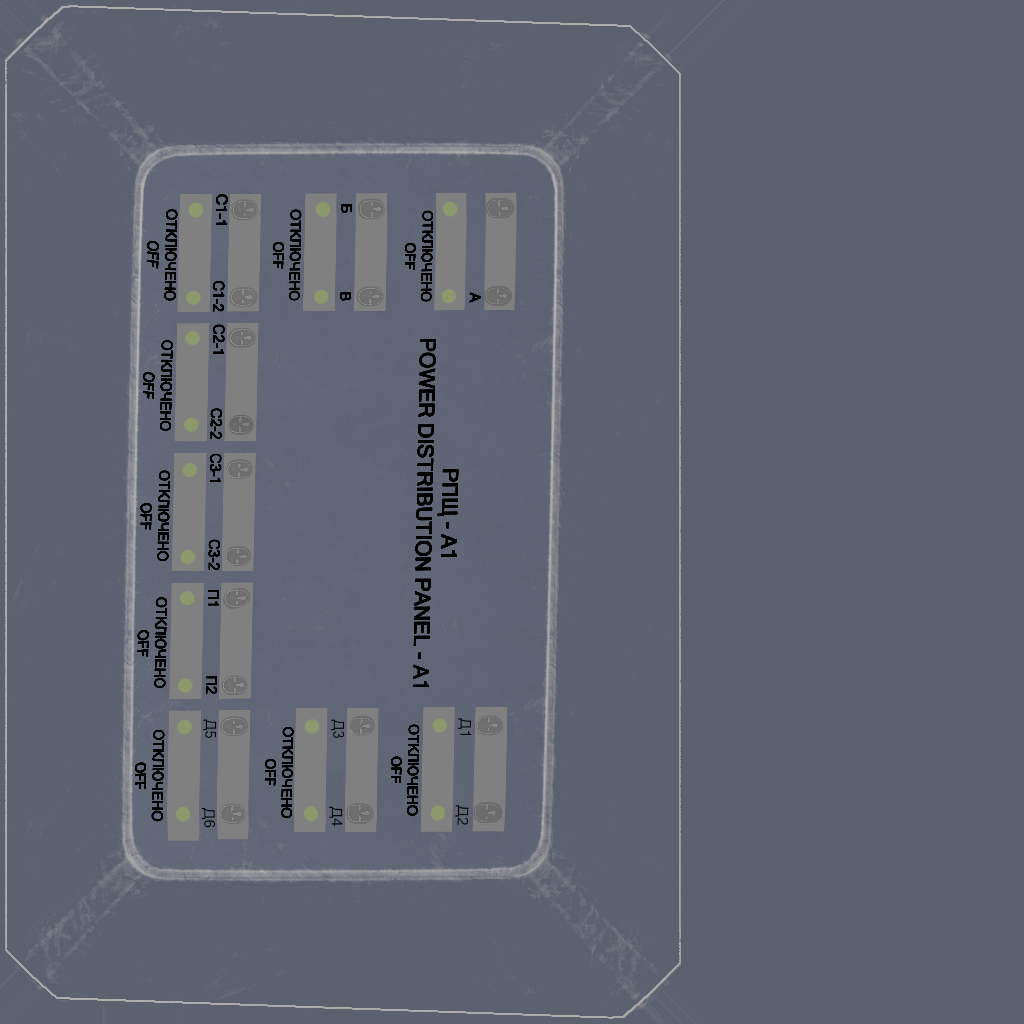 А
ОТКЛЮЧЕНО
OFF
РПЩ - А1
POWER DISTRIBUTION PANEL - A1
Д1 Д2
ОТКЛЮЧЕНО
OFF
Б В
ОТКЛЮЧЕНО
OFF
Д3 Д4
ОТКЛЮЧЕНО
OFF
С1-1 С1-2
ОТКЛЮЧЕНО
OFF
С2-1 С2-2
ОТКЛЮЧЕНО
OFF
С3-1 С3-2
ОТКЛЮЧЕНО
OFF
П1 П2
ОТКЛЮЧЕНО
OFF
Д5 Д6
ОТКЛЮЧЕНО
OFF